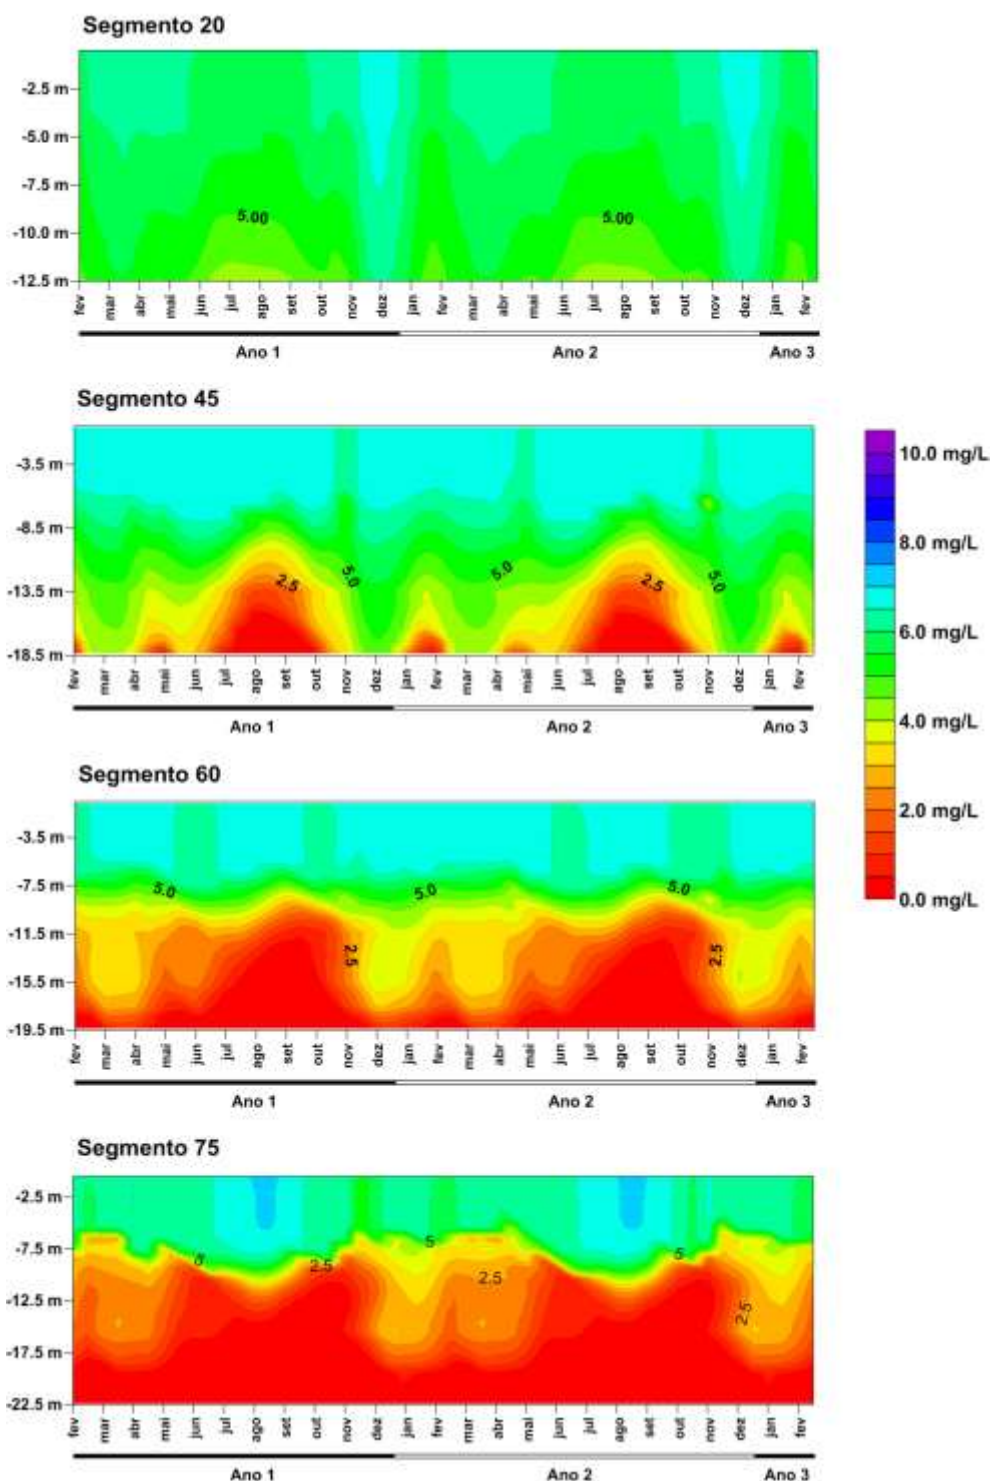 Segmento 20
-2.5 m
-5.0 m
-7.5 m
-10.0 m
-12.5 m
5.00 5.00
fev mar abr mai jun jul ago set out nov dez jan fev mar abr mai jun jul ago set out nov dez jan fev
Ano 1 Ano 2 Ano 3
Segmento 45
-3.5 m
-8.5 m
-13.5 m
-18.5 m
2.5 5.0 5.0 2.5 5.0
fev mar abr mai jun jul ago set out nov dez jan fev mar abr mai jun jul ago set out nov dez jan fev
Ano 1 Ano 2 Ano 3
10.0 mg/L
8.0 mg/L
6.0 mg/L
4.0 mg/L
2.0 mg/L
0.0 mg/L
Segmento 60
-3.5 m
-7.5 m
-11.5 m
-15.5 m
-19.5 m
5.0 5.0 5.0
2.5 2.5
fev mar abr mai jun jul ago set out nov dez jan fev mar abr mai jun jul ago set out nov dez jan fev
Ano 1 Ano 2 Ano 3
Segmento 75
-2.5 m
-7.5 m
-12.5 m
-17.5 m
-22.5 m
5 2.5 5 2.5 5 2.5
fev mar abr mai jun jul ago set out nov dez jan fev mar abr mai jun jul ago set out nov dez jan fev
Ano 1 Ano 2 Ano 3